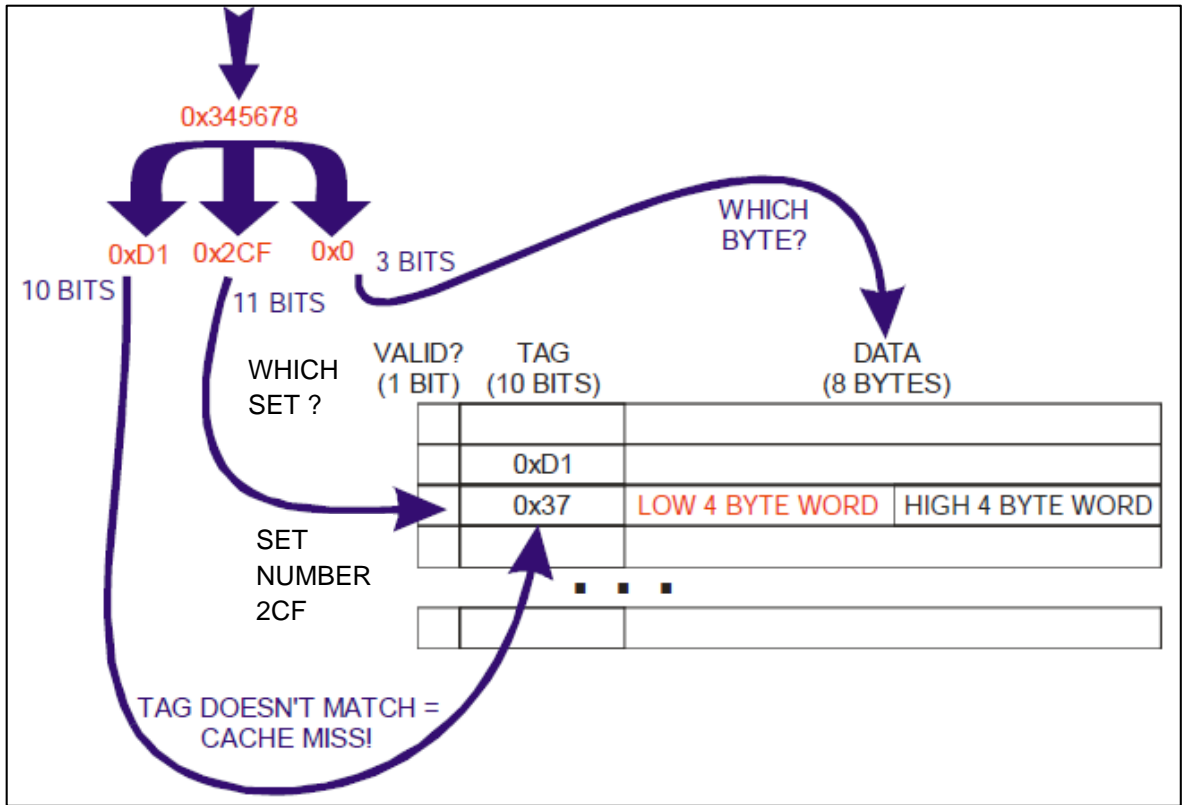 0x345678
0xD1 0x2CF 0x0
10 BITS
11 BITS
3 BITS
WHICH
BYTE?
WHICH
SET ?
VALID?
(1 BIT)
TAG
(10 BITS)
DATA
(8 BYTES)
0xD1
0x37
LOW 4 BYTE WORD
HIGH 4 BYTE WORD
SET
NUMBER
2CF
TAG DOESN'T MATCH =
CACHE MISS!